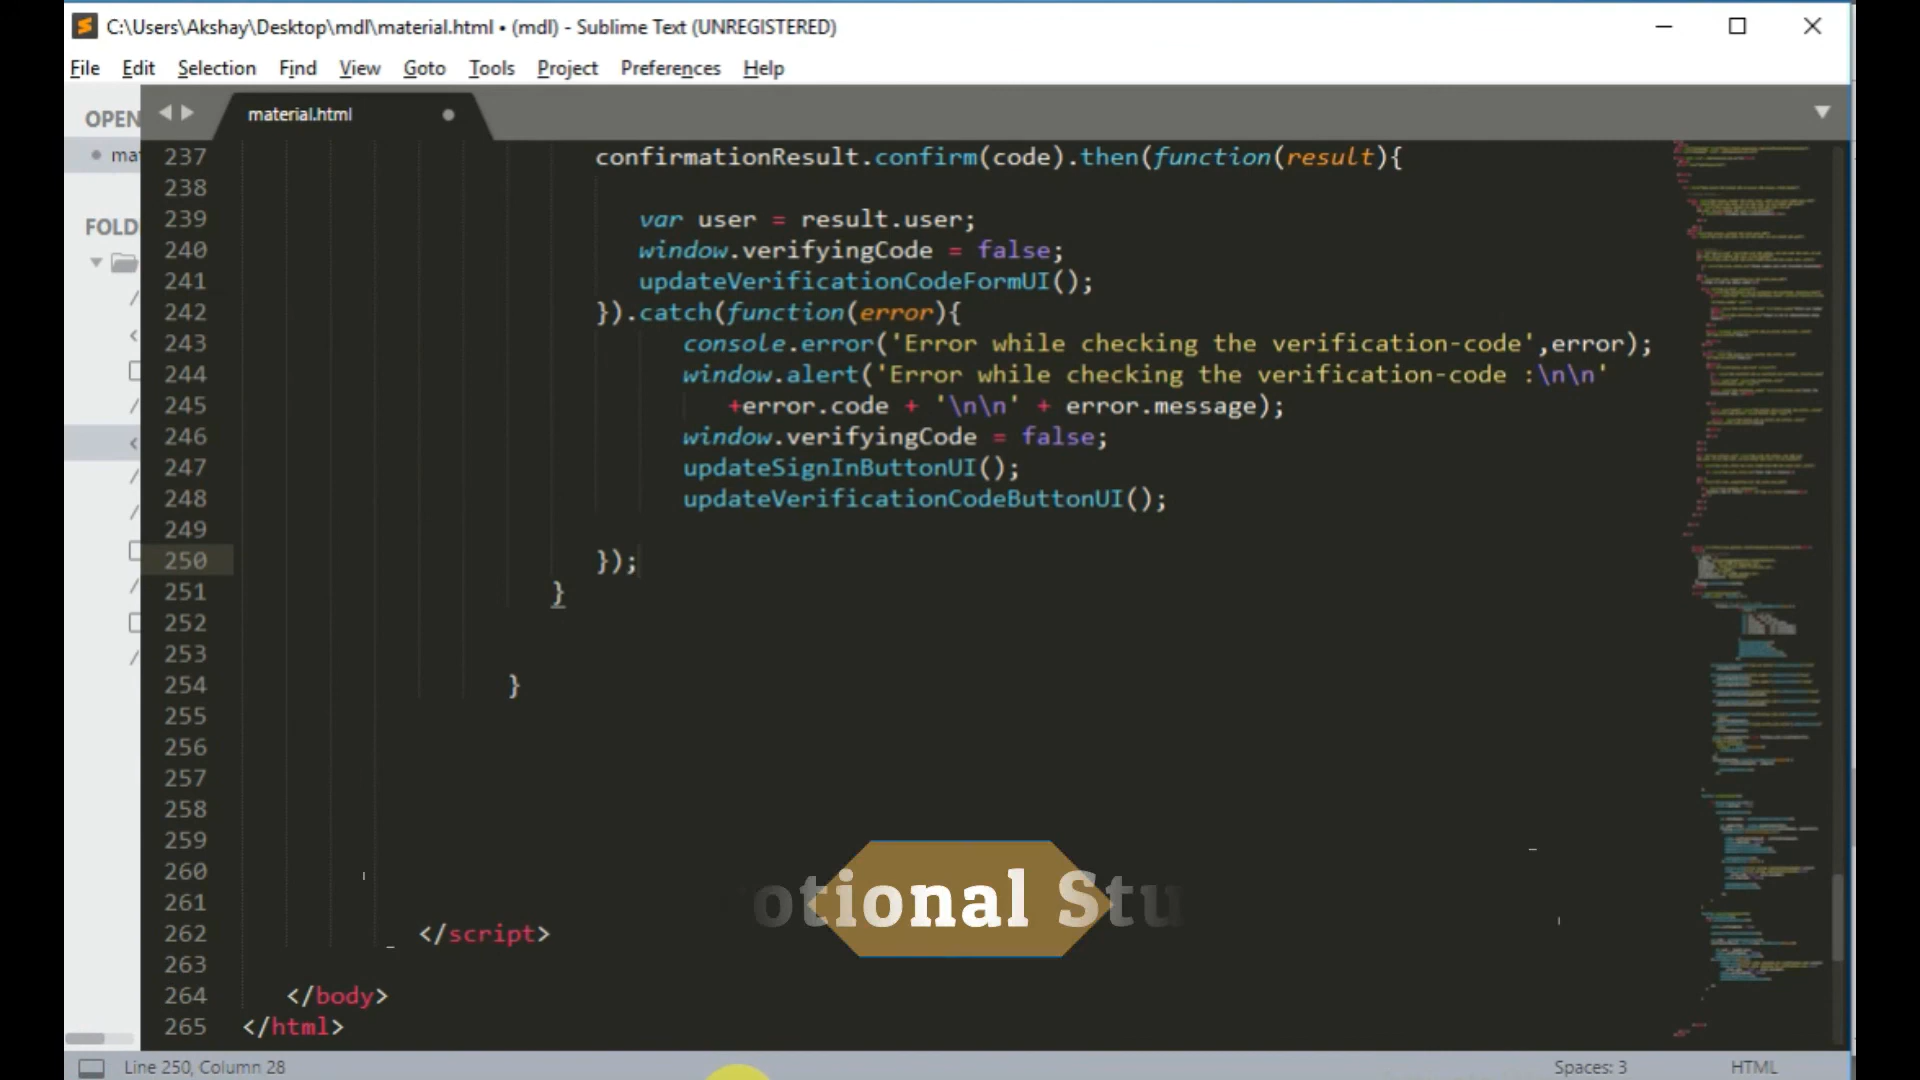 C:\Users\Akshay\Desktop\mdl\material.html • (mdl) - Sublime Text (UNREGISTERED)
File Edit Selection Find View Goto Tools Project Preferences Help
OPEN
material.html
FOLD
237 confirmationResult.confirm(code).then(function(result){
238
239 var user = result.user;
240 window.verifyingCode = false;
241 updateVerificationCodeFormUI();
242 }).catch(function(error){
243 console.error('Error while checking the verification-code',error);
244 window.alert('Error while checking the verification-code :\n\n'
245 +error.code + '\n\n' + error.message);
246 window.verifyingCode = false;
247 updateSignInButtonUI();
248 updateVerificationCodeButtonUI();
249
250 });
251 }
252
253
254 }
255
256
257
258
259
260
261
otional Stu
262 </script>
263
264 </body>
265 </html>
Line 250, Column 28
Spaces: 3
HTML